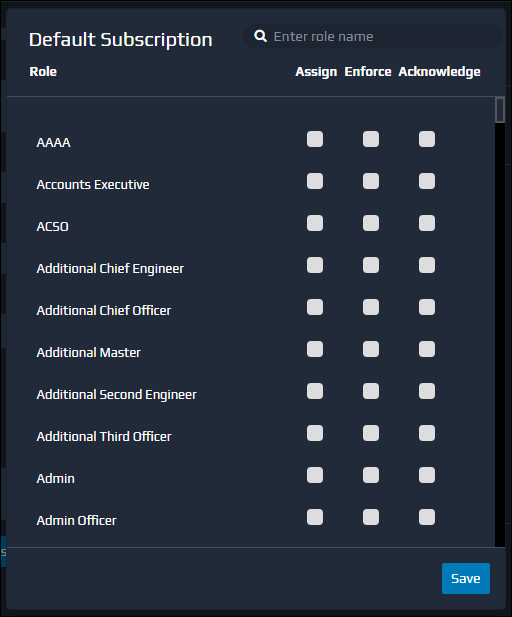 Default Subscription
Enter role name
Role Assign Enforce Acknowledge
AAAA
Accounts Executive
ACSO
Additional Chief Engineer
Additional Chief Officer
Additional Master
Additional Second Engineer
Additional Third Officer
Admin
Admin Officer
Save